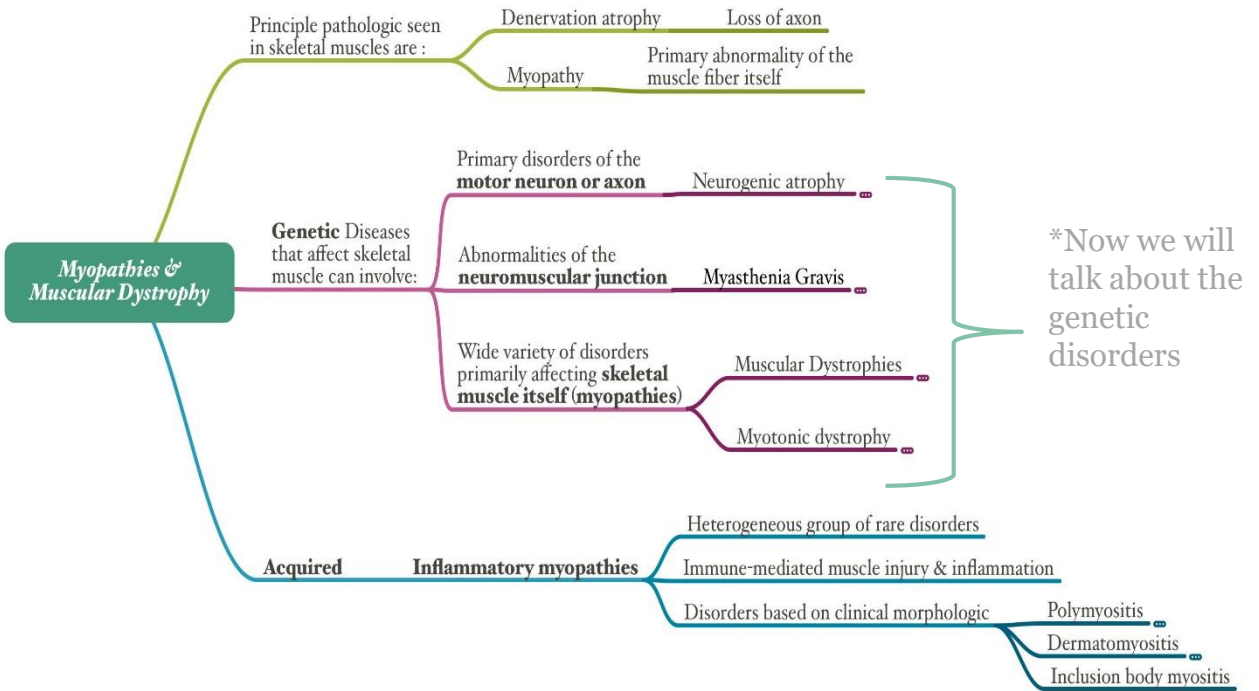 Principle pathologic seen
in skeletal muscles are :
Denervation atrophy
Loss of axon
Myopathy
Primary abnormality of the
muscle fiber itself
Myopathies &
Muscular Dystrophy
Genetic Diseases
that affect skeletal
muscle can involve:
Primary disorders of the
motor neuron or axon
Neurogenic atrophy
Abnormalities of the
neuromuscular junction
Myasthenia Gravis
Wide variety of disorders
primarily affecting skeletal
muscle itself (myopathies)
Muscular Dystrophies
Myotonic dystrophy
*Now we will
talk about the
genetic
disorders
Acquired
Inflammatory myopathies
Heterogeneous group of rare disorders
Immune-mediated muscle injury & inflammation
Disorders based on clinical morphologic
Polymyositis
Dermatomyositis
Inclusion body myositis